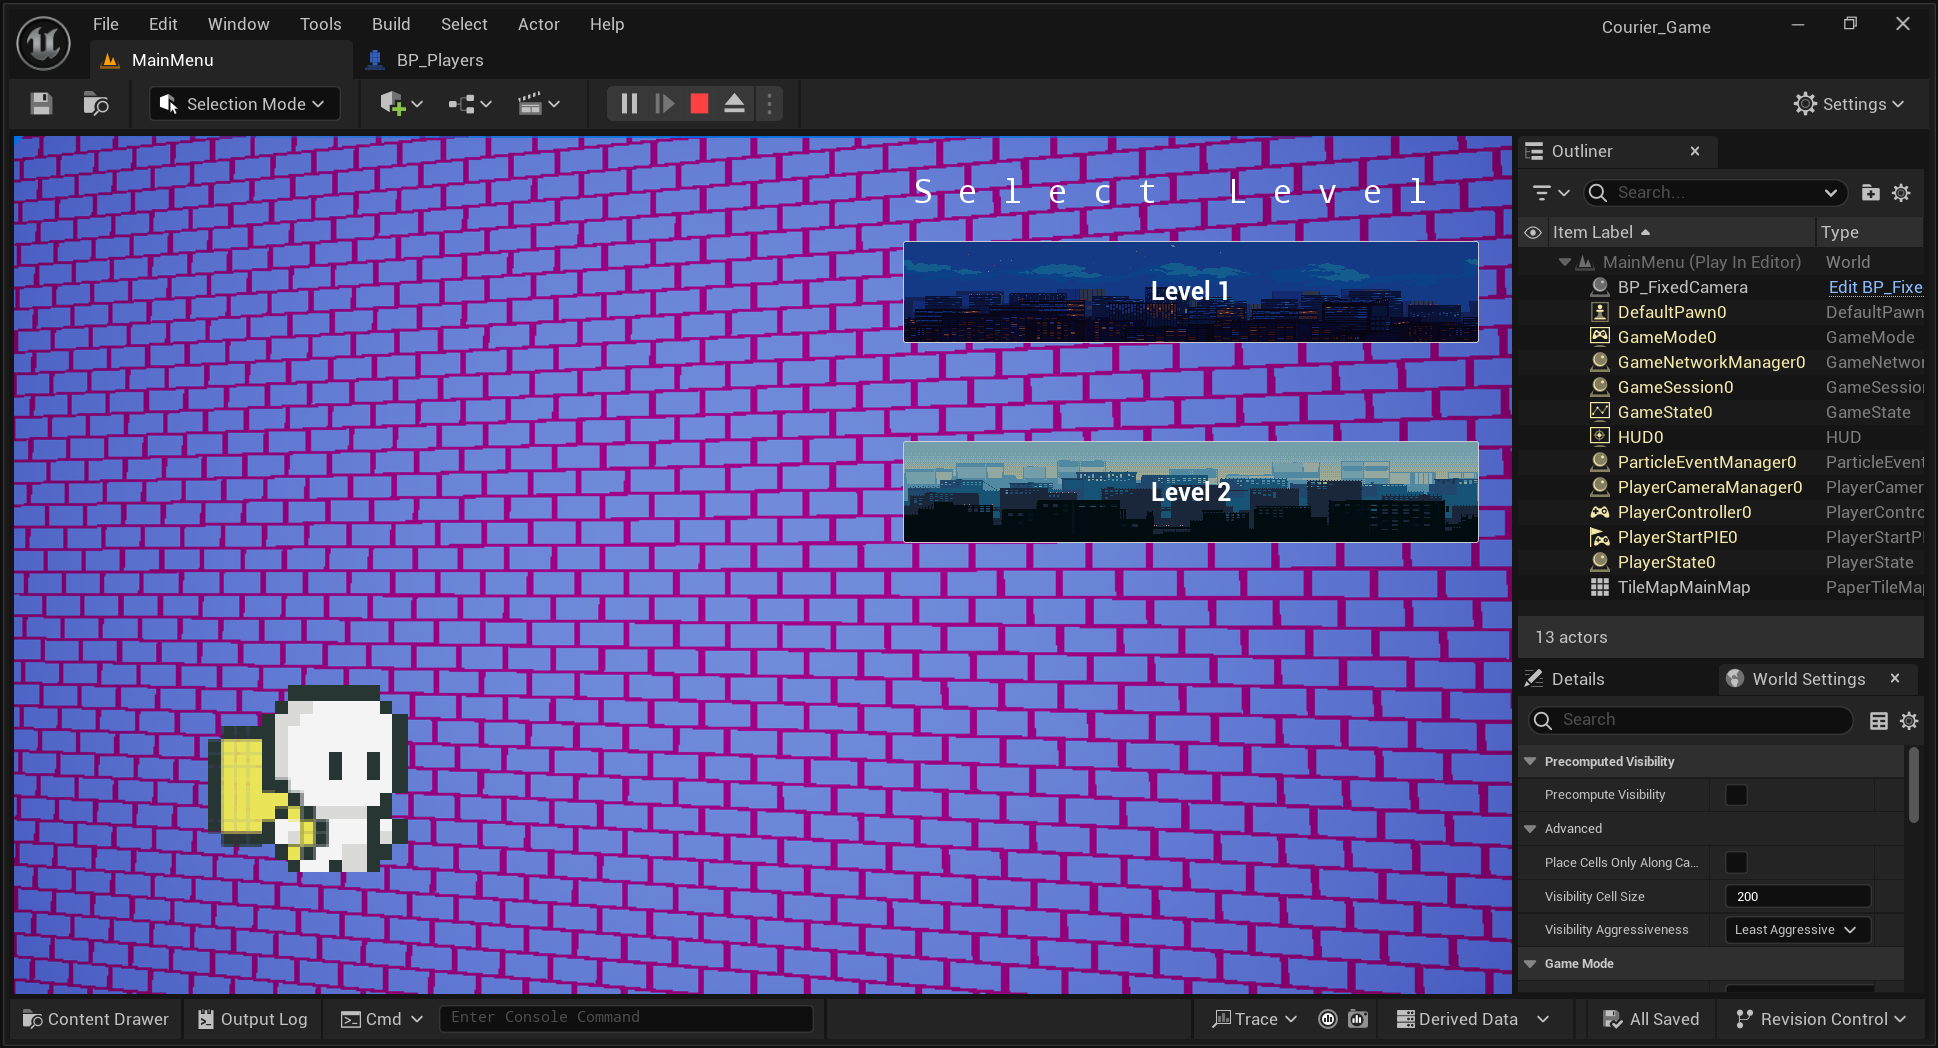 File Edit Window Tools Build Select Actor Help
Courier_Game
MainMenu
BP_Players
Selection Mode
Settings
Select Level
Level 1
Level 2
Outliner
Search...
Item Label Type
MainMenu (Play In Editor) World
BP_FixedCamera Edit BP_Fixe
DefaultPawn0 DefaultPawn
GameMode0 GameMode
GameNetworkManager0 GameNetwor
GameSession0 GameSession
GameState0 GameState
HUD0 HUD
ParticleEventManager0 ParticleEvent
PlayerCameraManager0 PlayerCamer
PlayerController0 PlayerContro
PlayerStartPIE0 PlayerStartPI
PlayerState0 PlayerState
TileMapMainMap PaperTileMap
13 actors
Details World Settings
Search
Precomputed Visibility
Precompute Visibility
Advanced
Place Cells Only Along Ca...
Visibility Cell Size 200
Visibility Aggressiveness Least Aggressive
Game Mode
Content Drawer Output Log Cmd Enter Console Command Trace Derived Data All Saved Revision Control